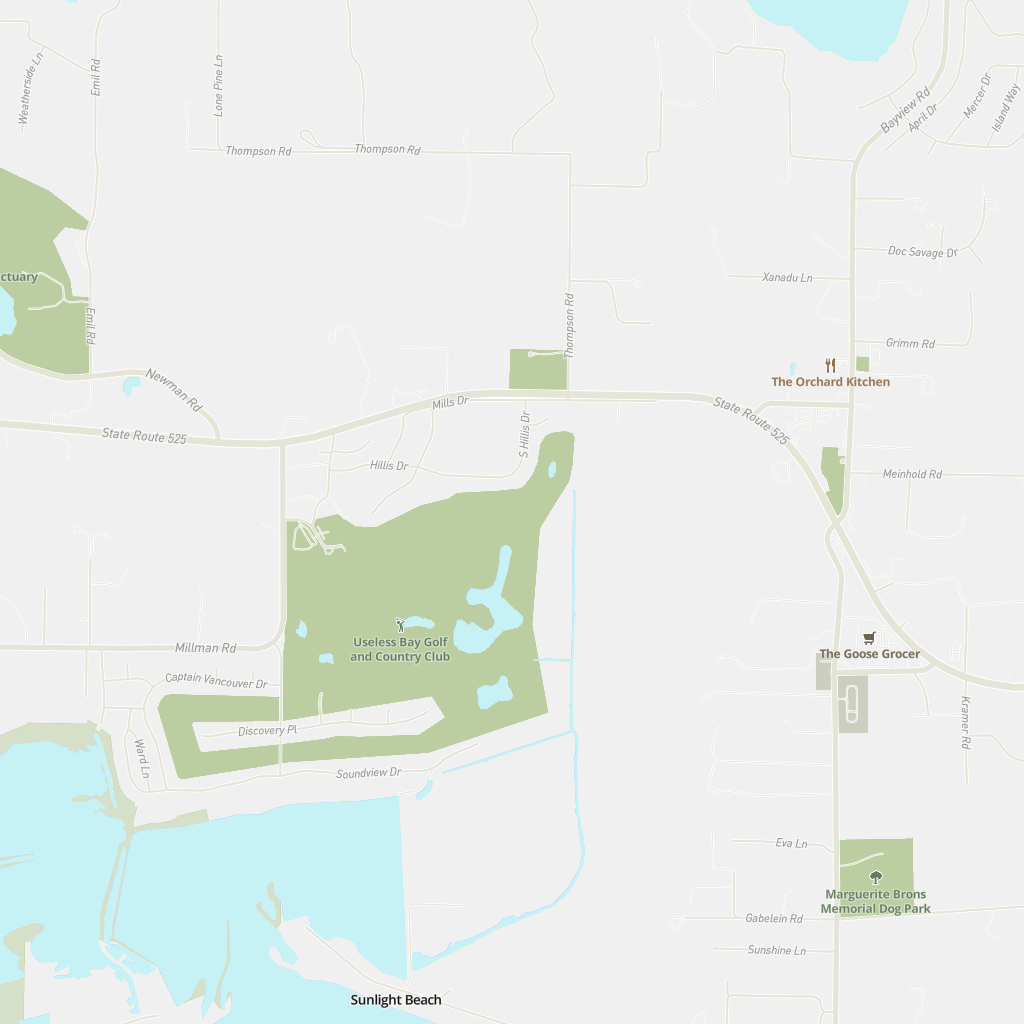 Weatherside Ln
Emil Rd
Lone Pine Ln
Thompson Rd
Thompson Rd
Bayview Rd
April Dr
Mercer Dr
Island Way
Doc Savage Dr
Xanadu Ln
ctuary
Emil Rd
Thompson Rd
Grimm Rd
The Orchard Kitchen
Newman Rd
Mills Dr
State Route 525
State Route 525
S Hillis Dr
Hillis Dr
Meinhold Rd
Useless Bay Golf
and Country Club
Millman Rd
The Goose Grocer
Captain Vancouver Dr
Discovery Pl
Kramer Rd
Ward Ln
Soundview Dr
Eva Ln
Marguerite Brons
Memorial Dog Park
Gabelein Rd
Sunshine Ln
Sunlight Beach